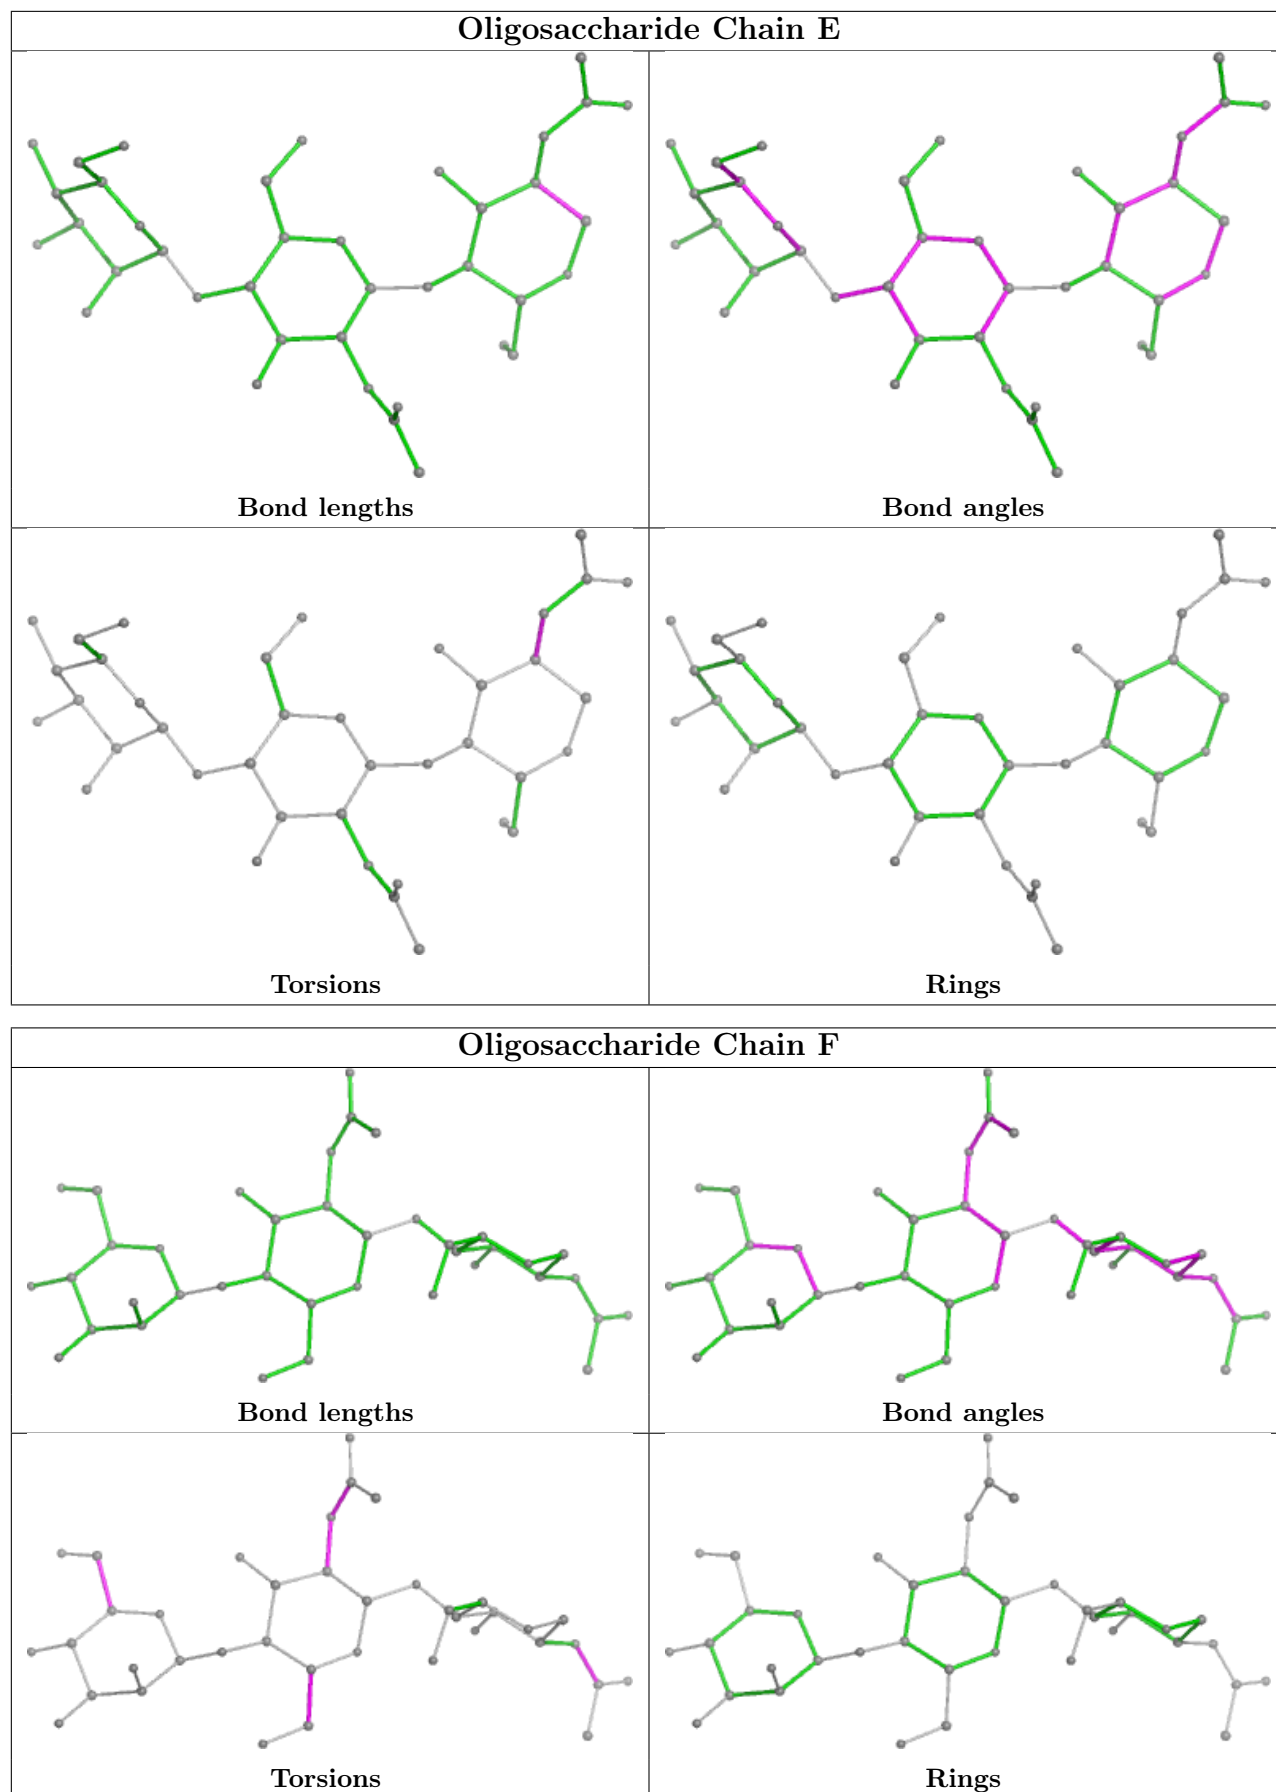 Oligosaccharide Chain E
Bond lengths
Bond angles
Torsions
Rings
Oligosaccharide Chain F
Bond lengths
Bond angles
Torsions
Rings